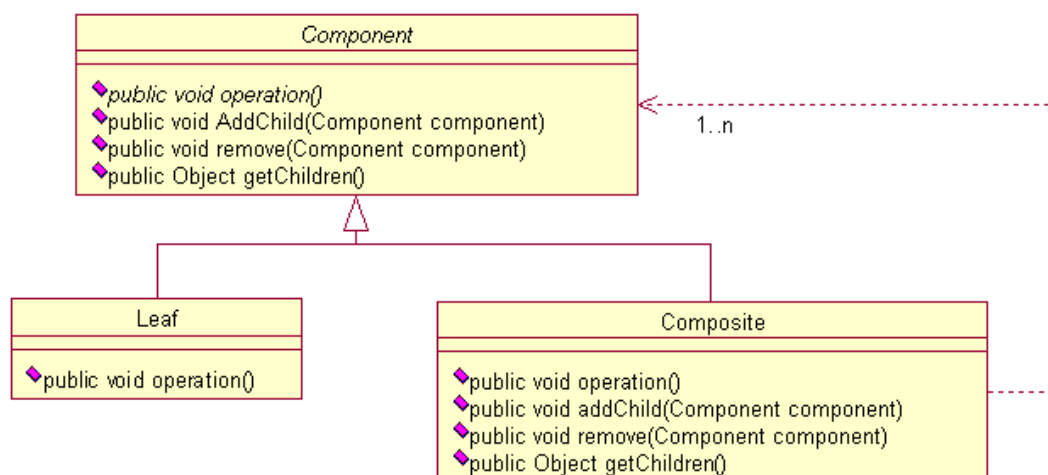 Component
public void operation()
public void AddChild(Component component)
public void remove(Component component)
public Object getChildren()
1..n
Leaf
public void operation()
Composite
public void operation()
public void addChild(Component component)
public void remove(Component component)
public Object getChildren()